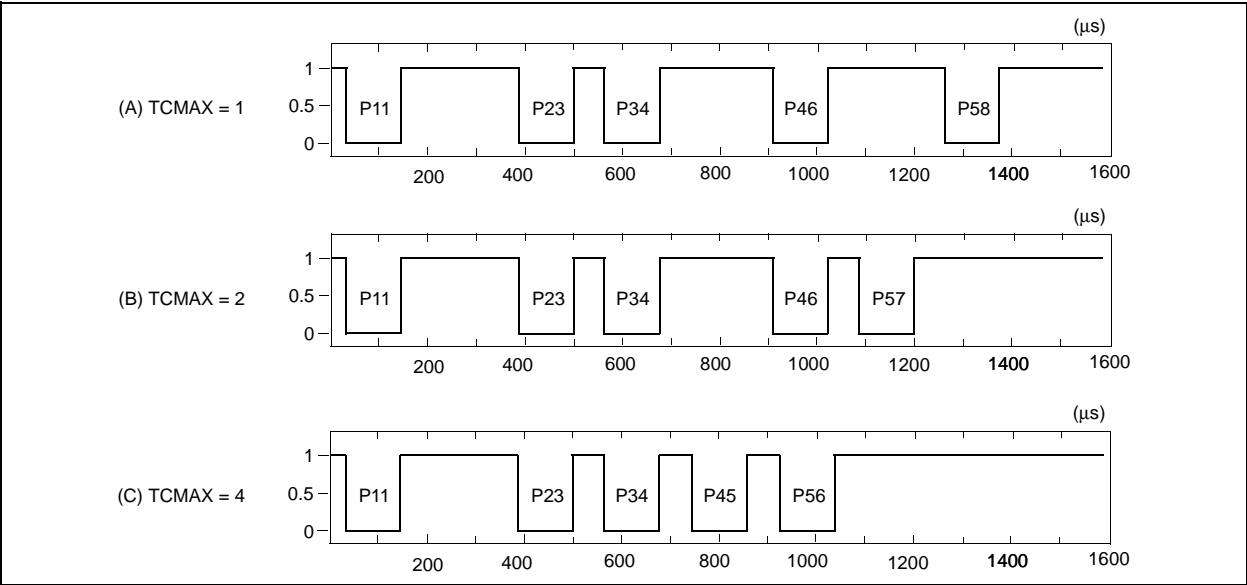 (μs)
1
(A) TCMAX = 1 0.5 P11 P23 P34 P46 P58
0
200 400 600 800 1000 1200 1400 1600
(μs)
1
(B) TCMAX = 2 0.5 P11 P23 P34 P46 P57
0
200 400 600 800 1000 1200 1400 1600
(μs)
1
(C) TCMAX = 4 0.5 P11 P23 P34 P45 P56
0
200 400 600 800 1000 1200 1400 1600